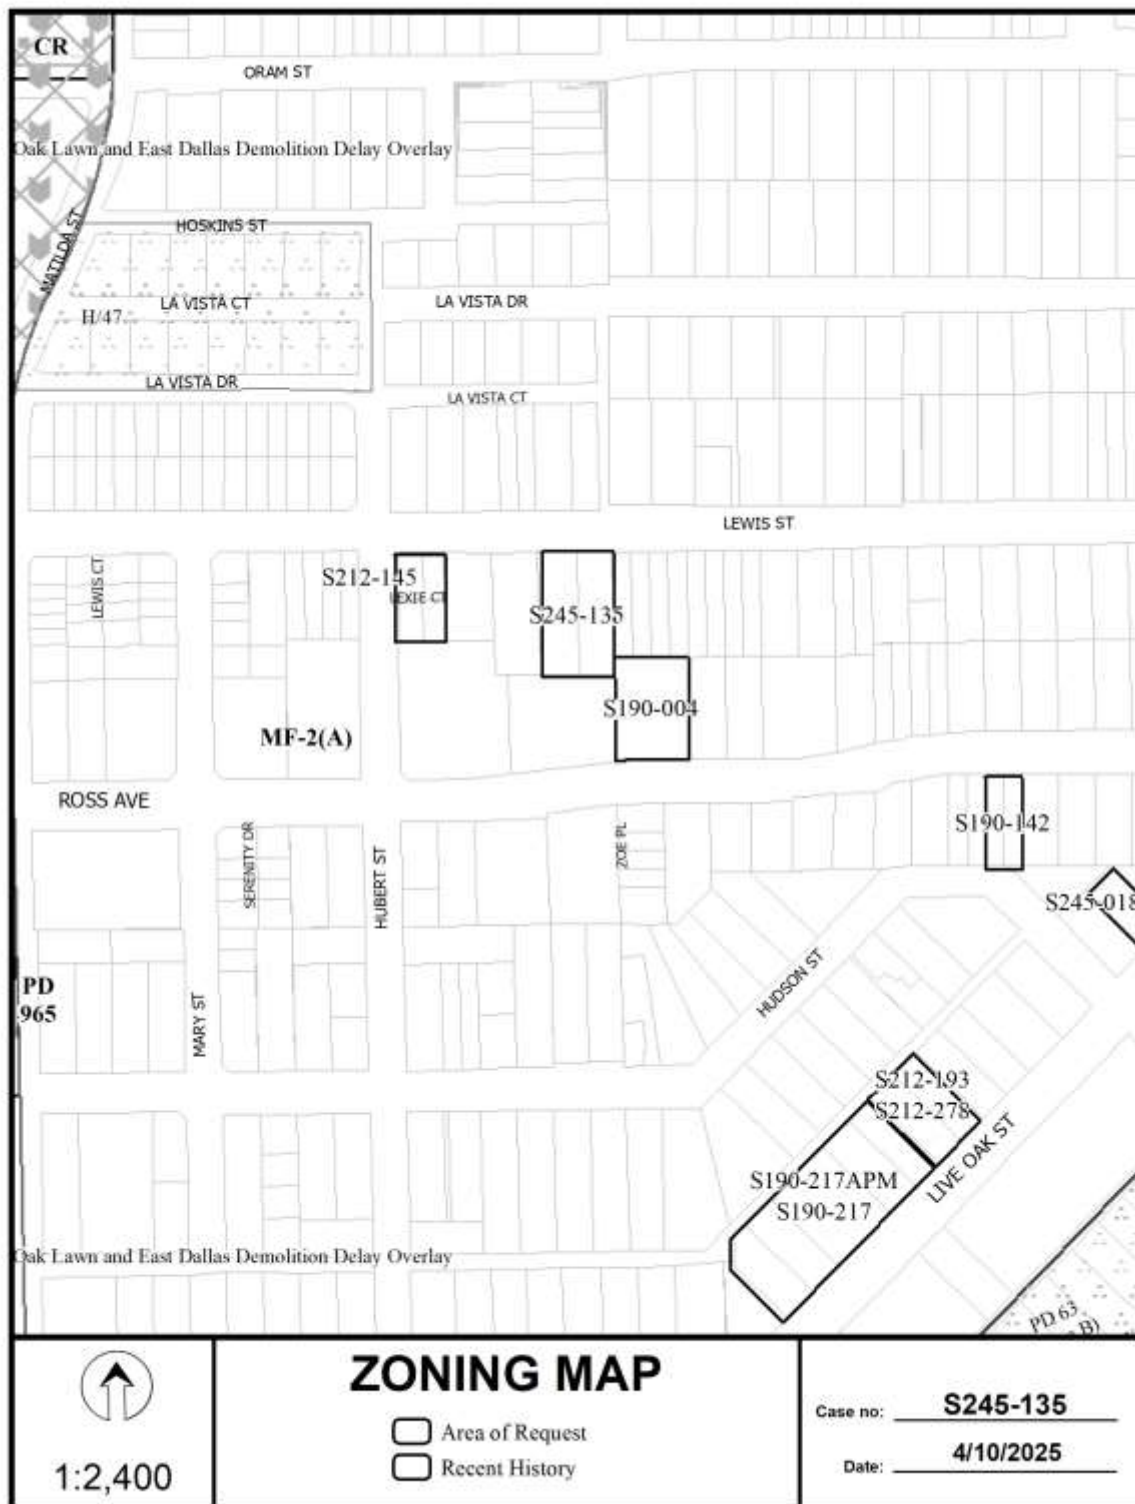 CR
ORAM ST
Oak Lawn and East Dallas Demolition Delay Overlay
HOSKINS ST
MATILDA ST
LA VISTA CT
LA VISTA DR
H/47
LA VISTA DR
LA VISTA CT
LEWIS ST
LEWIS CT
S212-145
LEXIE CT
S245-135
S190-004
MF-2(A)
ROSS AVE
S190-142
SERENITY DR
HUBERT ST
ZOE PL
S245-018
HUDSON ST
PD
965
MARY ST
S212-193
S212-278
LIVE OAK ST
S190-217APM
S190-217
Oak Lawn and East Dallas Demolition Delay Overlay
PD 63
B)
ZONING MAP
Area of Request
Recent History
1:2,400
Case no: S245-135
Date: 4/10/2025